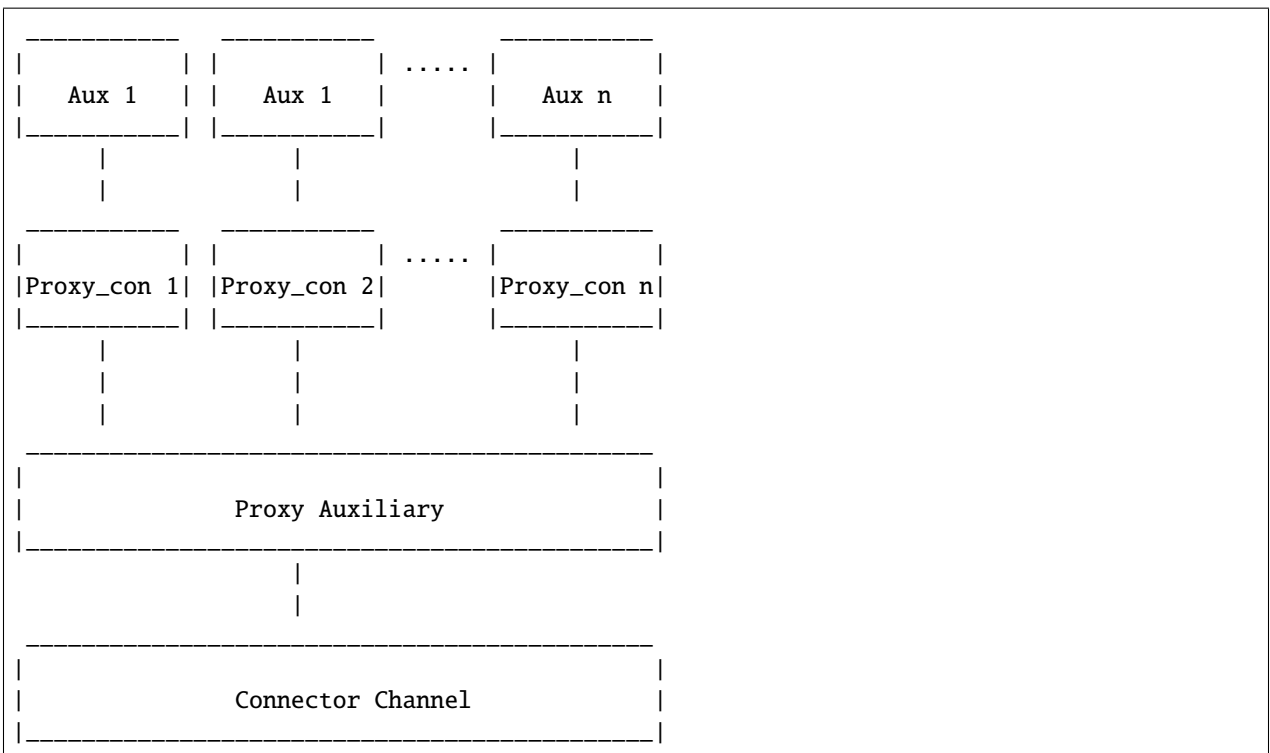 Aux 1 Aux 1 ..... Aux n
Proxy_con 1 Proxy_con 2 ..... Proxy_con n
Proxy Auxiliary
Connector Channel